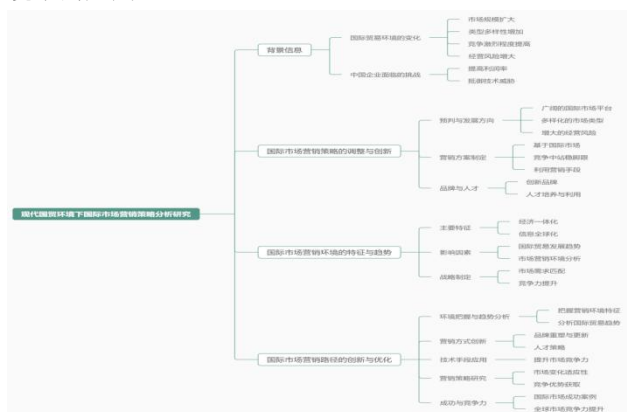 现代国贸环境下国际市场营销策略分析研究
背景信息
国际贸易环境的变化
市场规模扩大
类型多样性增加
竞争激烈程度提高
经营风险增大
中国企业面临的挑战
提高利润率
预测技术威胁
国际市场营销策略的调整与创新
预判与发展方向
广阔的国际市场平台
多样化的市场类型
增大的经营风险
营销方案制定
基于国际市场
竞争中站稳脚跟
利用营销手段
品牌与人才
创新品牌
人才培养与利用
国际市场营销环境的特征与趋势
主要特征
经济一体化
信息全球化
影响因素
国际贸易发展趋势
市场营销环境分析
战略制定
市场需求匹配
竞争力提升
国际市场营销路径的创新与优化
环境把握与趋势分析
把握营销环境特征
分析国际贸易趋势
营销方式创新
品牌重塑与更新
人才策略
技术手段应用
提升市场竞争力
营销策略研究
市场变化适应性
竞争优势获取
成功与竞争力
国际市场成功案例
全球市场竞争力提升